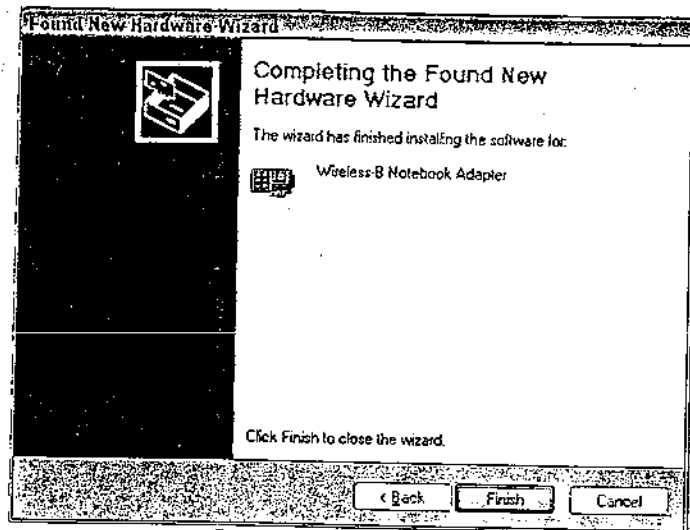 Found New Hardware Wizard
Completing the Found New
Hardware Wizard
The wizard has finished installing the software for:
Wireless-B Notebook Adapter
Click Finish to close the wizard.
< Back Finish Cancel